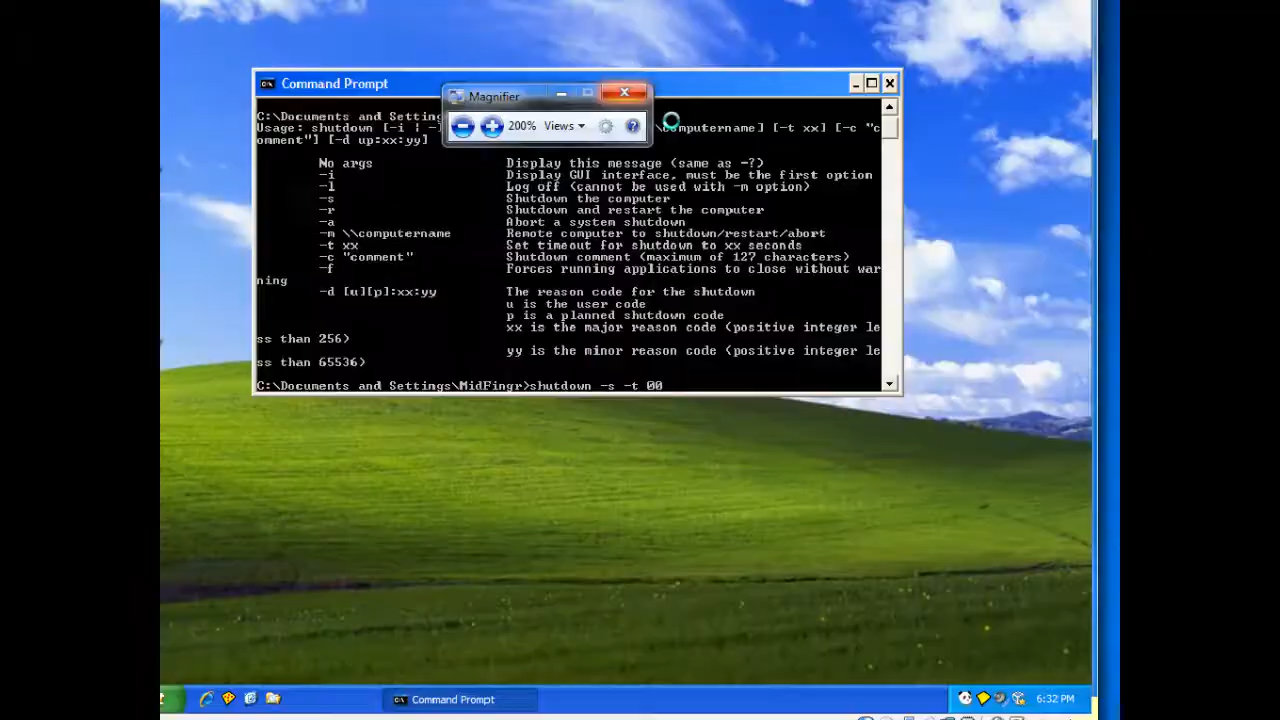 Command Prompt
Magnifier
200% Views
C:\Documents and Setting
Usage: shutdown [-i | -
\computername] [-t xx] [-c "c
omment"] [-d up:xx:yy]
No args Display this message (same as -?)
-i Display GUI interface, must be the first option
-l Log off (cannot be used with -m option)
-s Shutdown the computer
-r Shutdown and restart the computer
-a Abort a system shutdown
-m \\computername Remote computer to shutdown/restart/abort
-t xx Set timeout for shutdown to xx seconds
-c "comment" Shutdown comment (maximum of 127 characters)
-f Forces running applications to close without war
ning
-d [u][p]:xx:yy The reason code for the shutdown
u is the user code
p is a planned shutdown code
xx is the major reason code (positive integer le
ss than 256)
yy is the minor reason code (positive integer le
ss than 65536)
C:\Documents and Settings\MidFingr>shutdown -s -t 00
Command Prompt
6:32 PM